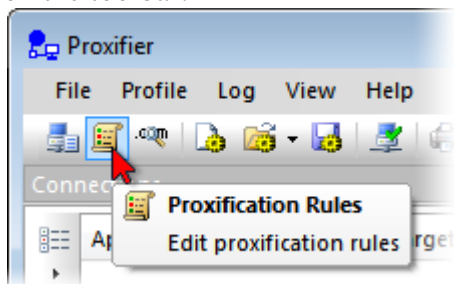 Proxifier
File Profile Log View Help
Proxification Rules
Edit proxification rules